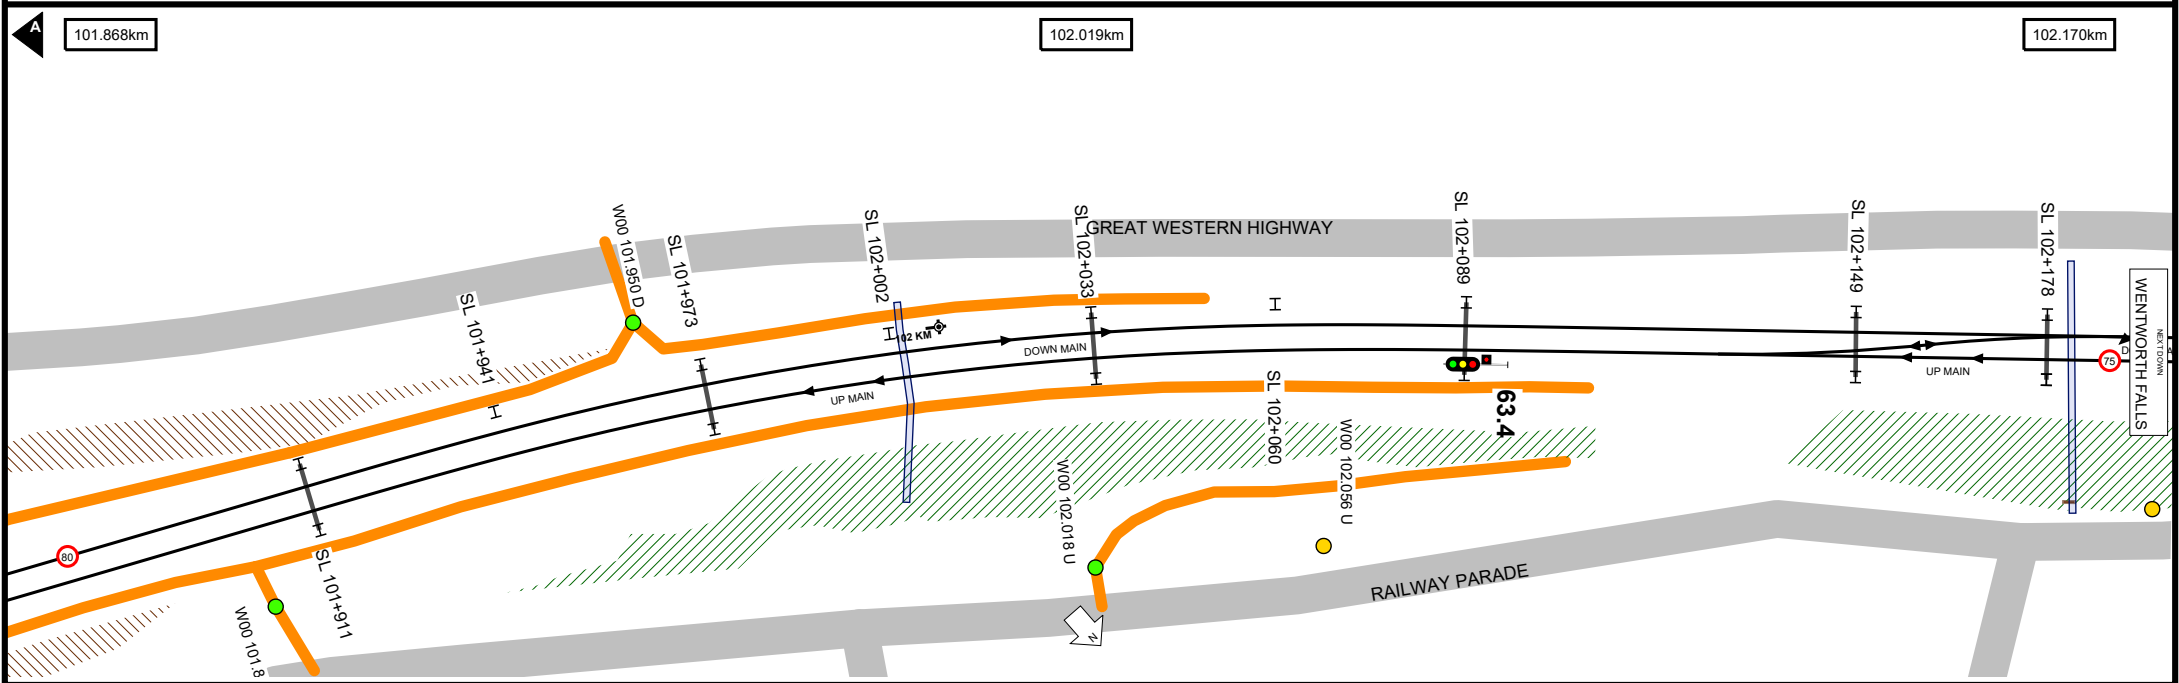 A
101.868km
102.019km
102.170km
GREAT WESTERN HIGHWAY
W00 101.950 D
SL 101+973
SL 102+002
SL 102+033
SL 102+089
SL 102+149
SL 102+178
SL 101+941
102 KM
DOWN MAIN
UP MAIN
UP MAIN
D
75
WENTWORTH FALLS
NEXT DOWN
63.4
SL 102+060
W00 102.056 U
W00 102.018 U
80
SL 101+911
W00 101.8
RAILWAY PARADE
N